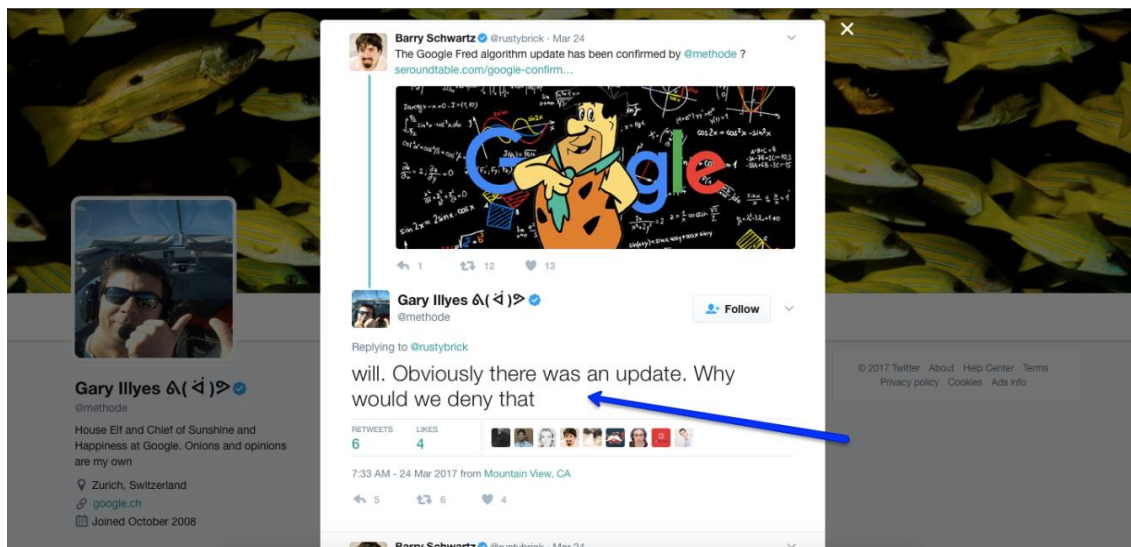 Barry Schwartz @rustybrick · Mar 24
The Google Fred algorithm update has been confirmed by @methode ?
seroundtable.com/google-confirm…
Google
1 12 13
Gary Illyes
@methode
Follow
Replying to @rustybrick
will. Obviously there was an update. Why
would we deny that
RETWEETS LIKES
6 4
7:33 AM - 24 Mar 2017 from Mountain View, CA
5 6 4
Barry Schwartz @rustybrick · Mar 24
Gary Illyes
@methode
House Elf and Chief of Sunshine and
Happiness at Google. Onions and opinions
are my own
Zurich, Switzerland
google.ch
Joined October 2008
© 2017 Twitter About Help Center Terms
Privacy policy Cookies Ads info